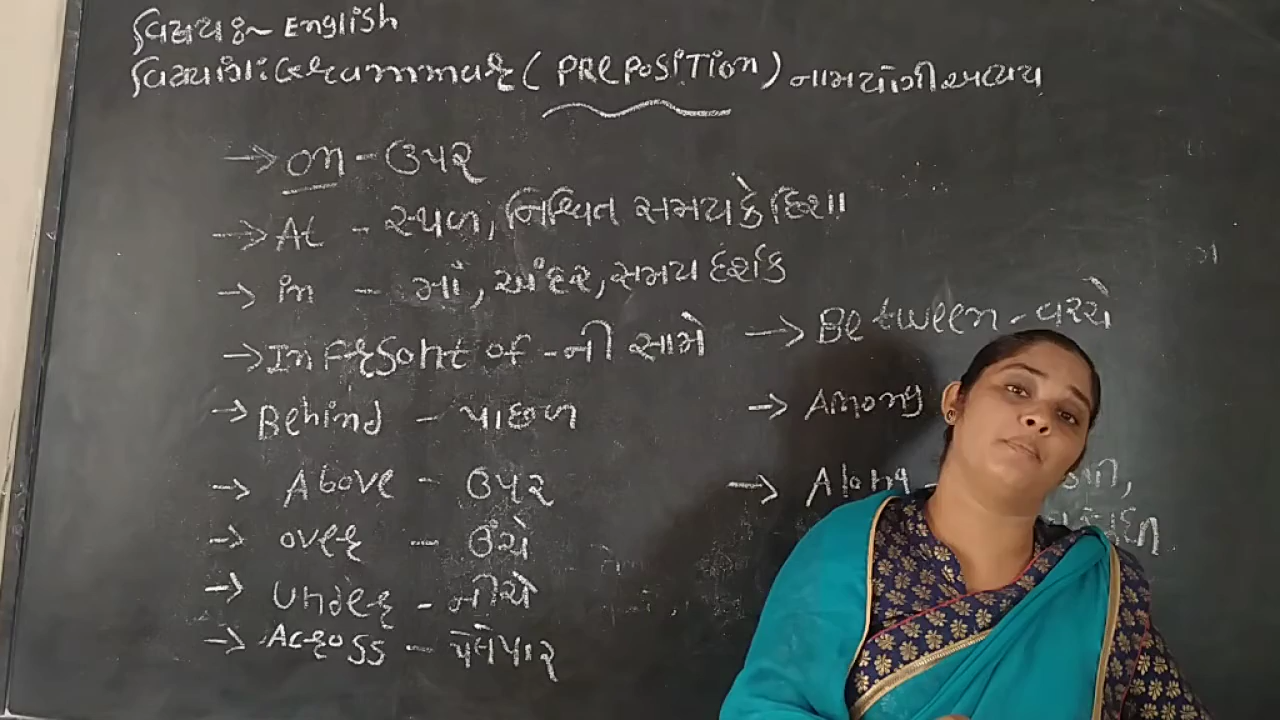 વિષય :- English
વિષયાંગ: Grammar (PREPOSITION) નામયોગી અવ્યય
→ on - ઉપર
→ At - સ્થળ, નિશ્ચિત સમય કે દિશા
→ in - માં, અંદર, સમય દર્શક
→ In front of - ની સામે
→ Behind - પાછળ
→ Above - ઉપર
→ over - ઉંચે
→ under - નીચે
→ Across - પેલેપાર
→ Between - વચ્ચે
→ Among
→ Along -